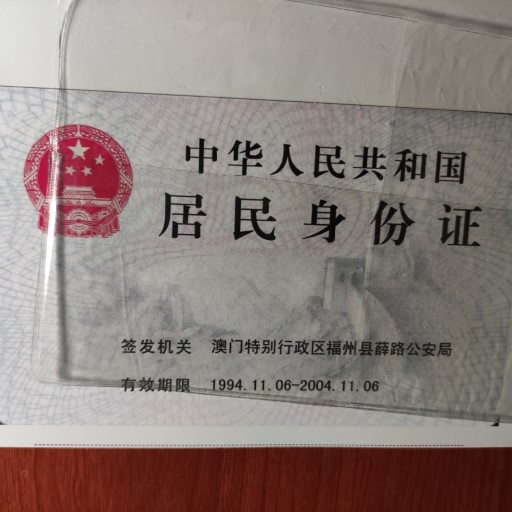 中华人民共和国
居民身份证
签发机关 澳门特别行政区福州县薛路公安局
有效期限 1994.11.06-2004.11.06